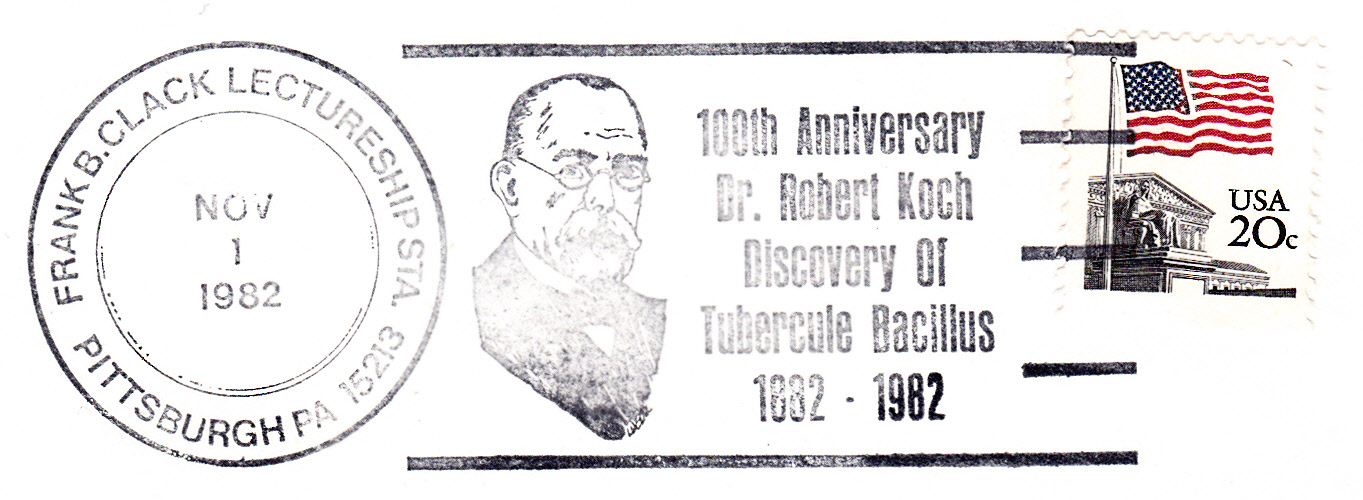 FRANK B. CLACK LECTURESHIP STA.
PITTSBURGH PA 15213
NOV
1
1982
100th Anniversary
Dr. Robert Koch
Discovery Of
Tubercule Bacillus
1882 - 1982
USA
20c